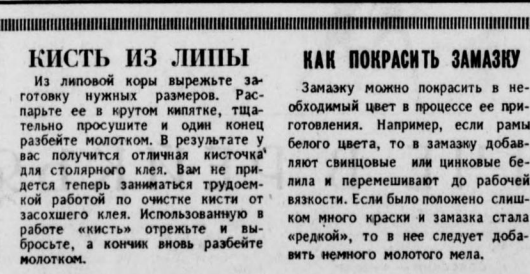 КИСТЬ ИЗ ЛИПЫ
Из липовой коры вырежьте за-
готовку нужных размеров. Рас-
парьте ее в крутом кипятке, тща-
тельно просушите и один конец
разбейте молотком. В результате у
вас получится отличная кисточка
для столярного клея. Вам не при-
дется теперь заниматься трудоем-
кой работой по очистке кисти от
засохшего клея. Использованную в
работе «кисть» отрежьте и вы-
бросьте, а кончик вновь разбейте
молотком.
КАК ПОКРАСИТЬ ЗАМАЗКУ
Замазку можно покрасить в не-
обходимый цвет в процессе ее при-
готовления. Например, если рамы
белого цвета, то в замазку добав-
ляют свинцовые или цинковые бе-
лила и перемешивают до рабочей
вязкости. Если было положено слиш-
ком много краски и замазка стала
«редкой», то в нее следует доба-
вить немного молотого мела.